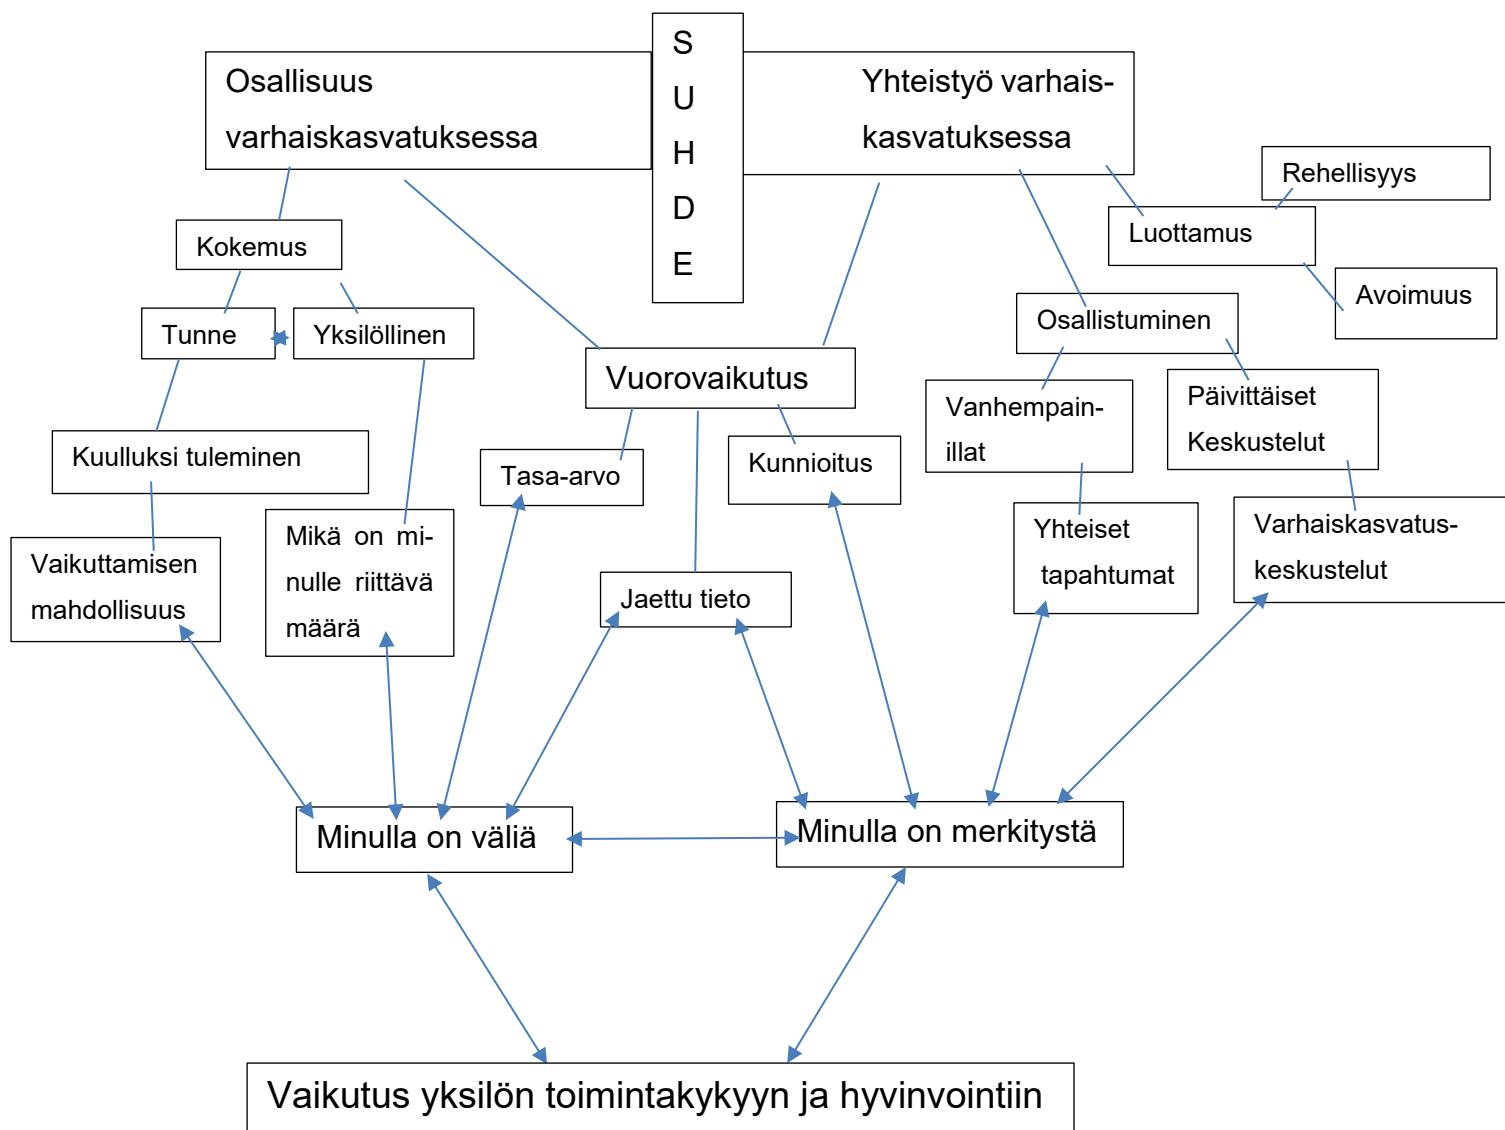 S
U
H
D
E
Osallisuus
varhaiskasvatuksessa
Yhteistyö varhais-
kasvatuksessa
Rehellisyys
Luottamus
Avoimuus
Kokemus
Tunne
Yksilöllinen
Osallistuminen
Vuorovaikutus
Vanhempain-
illat
Päivittäiset
Keskustelut
Kuulluksi tuleminen
Tasa-arvo
Kunnioitus
Vaikuttamisen
mahdollisuus
Mikä on mi-
nulle riittävä
määrä
Jaettu tieto
Yhteiset
tapahtumat
Varhaiskasvatus-
keskustelut
Minulla on väliä
Minulla on merkitystä
Vaikutus yksilön toimintakykyyn ja hyvinvointiin